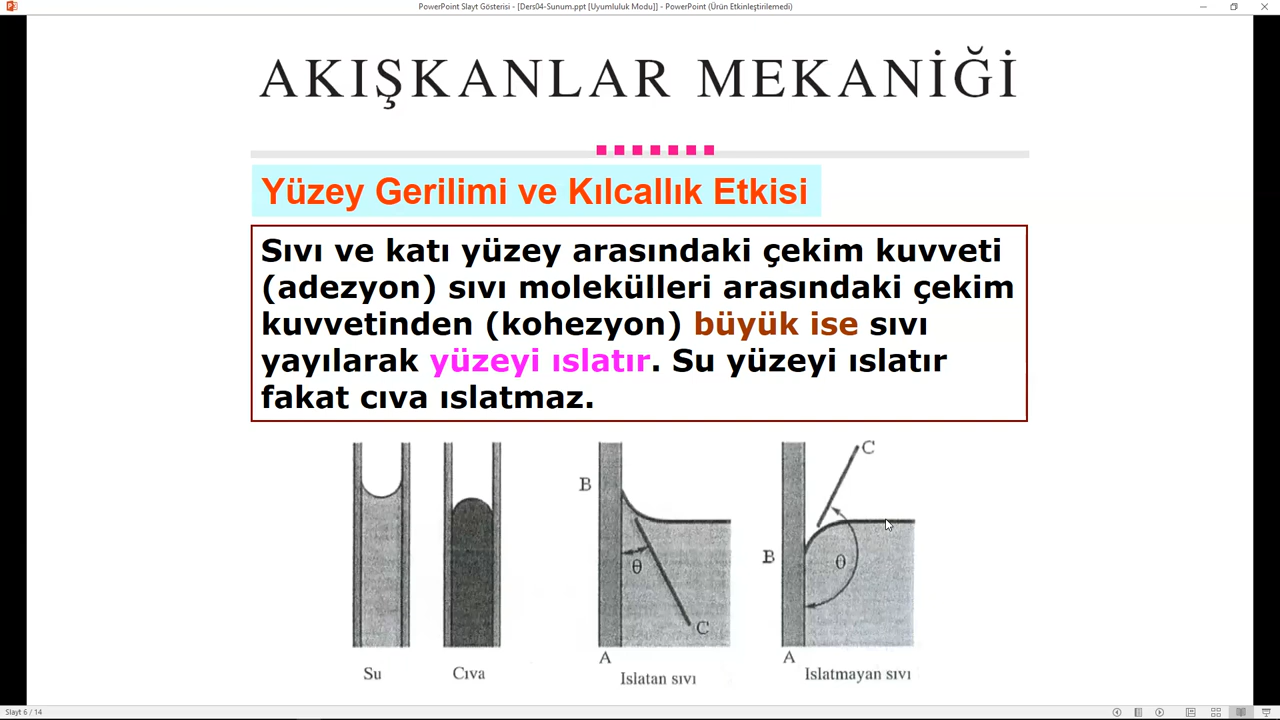 PowerPoint Slayt Gösterisi - [Ders04-Sunum.ppt [Uyumluluk Modu]] - PowerPoint (Ürün Etkinleştirilemedi)
AKIŞKANLAR MEKANİĞİ
Yüzey Gerilimi ve Kılcallık Etkisi
Sıvı ve katı yüzey arasındaki çekim kuvveti
(adezyon) sıvı molekülleri arasındaki çekim
kuvvetinden (kohezyon) büyük ise sıvı
yayılarak yüzeyi ıslatır. Su yüzeyi ıslatır
fakat cıva ıslatmaz.
B
θ
C
A
B
C
θ
A
Su
Cıva
Islatan sıvı
Islatmayan sıvı
Slayt 6 / 14